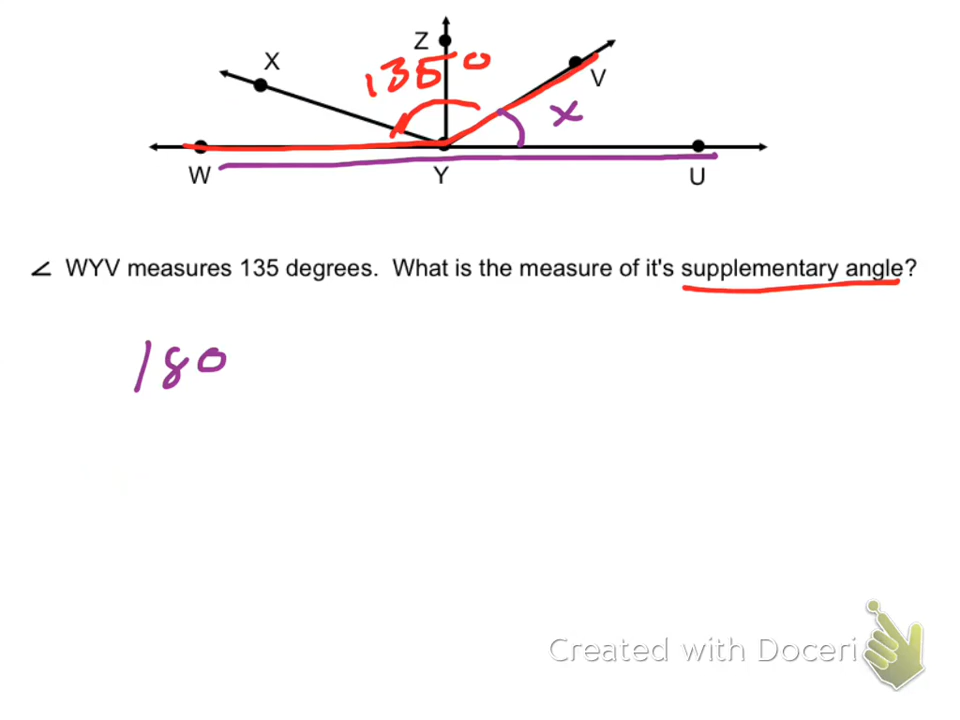 Z
X
135°
V
x
W
Y
U
∠ WYV measures 135 degrees. What is the measure of it's supplementary angle?
180
Created with Doceri